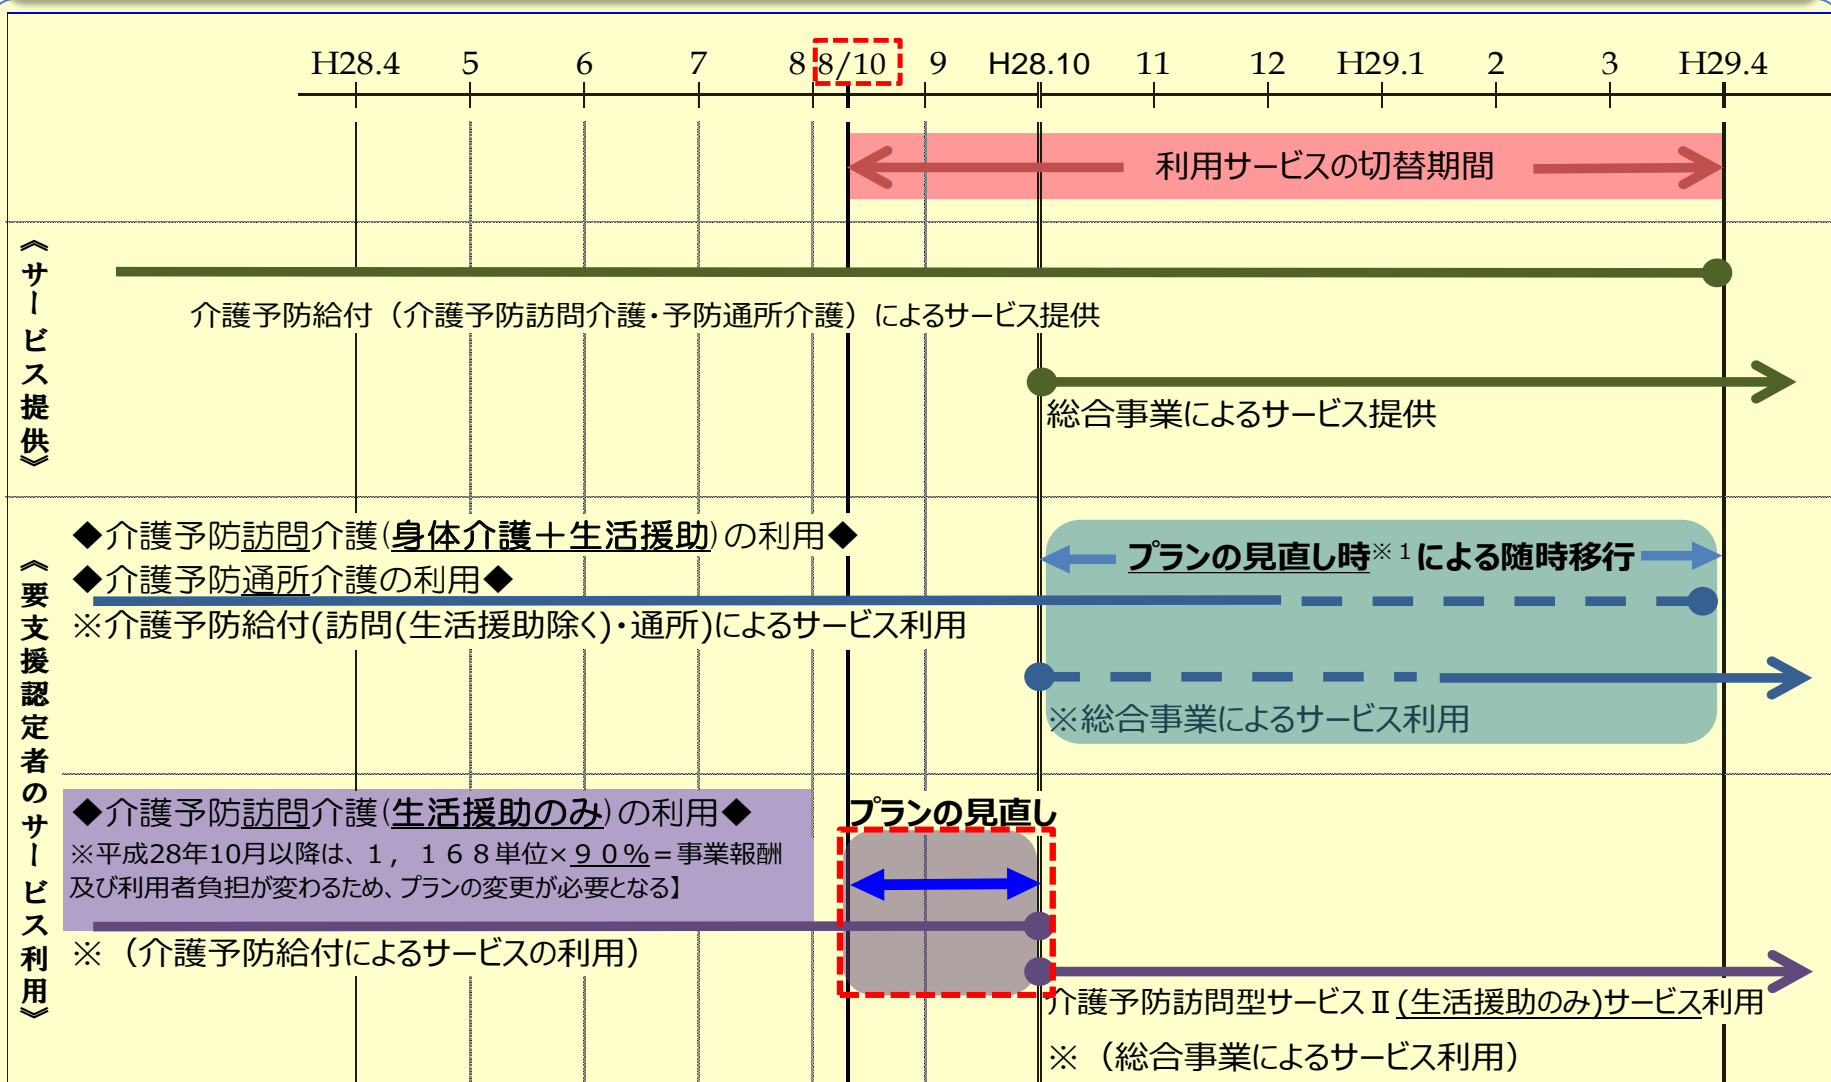 H28.4 5 6 7 8 8/10 9 H28.10 11 12 H29.1 2 3 H29.4
利用サービスの切替期間
《サービス提供》
介護予防給付（介護予防訪問介護・予防通所介護）によるサービス提供
総合事業によるサービス提供
《要支援認定者のサービス利用》
◆介護予防訪問介護(身体介護＋生活援助)の利用◆
◆介護予防通所介護の利用◆
※介護予防給付(訪問(生活援助除く)・通所)によるサービス利用
プランの見直し時※１による随時移行
※総合事業によるサービス利用
◆介護予防訪問介護(生活援助のみ)の利用◆
※平成28年10月以降は、１，１６８単位×９０％＝事業報酬
及び利用者負担が変わるため、プランの変更が必要となる】
※（介護予防給付によるサービスの利用）
プランの見直し
介護予防訪問型サービスⅡ(生活援助のみ)サービス利用
※（総合事業によるサービス利用）